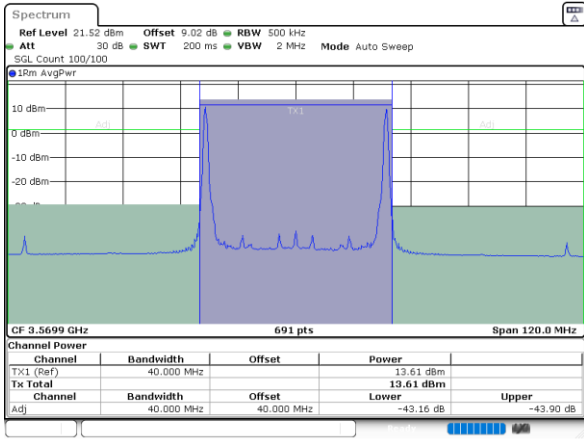 Spectrum
Ref Level 21.52 dBm Offset 9.02 dB RBW 500 kHz
Att 30 dB SWT 200 ms VBW 2 MHz Mode Auto Sweep
SGL Count 100/100
1Rm AvgPwr
10 dBm
TX1
Adj Adj
0 dBm
-10 dBm
-20 dBm
CF 3.5699 GHz 691 pts Span 120.0 MHz
Channel Power
Channel Bandwidth Offset Power
TX1 (Ref) 40.000 MHz 13.61 dBm
Tx Total 13.61 dBm
Channel Bandwidth Offset Lower Upper
Adj 40.000 MHz 40.000 MHz -43.16 dB -43.90 dB
Ready